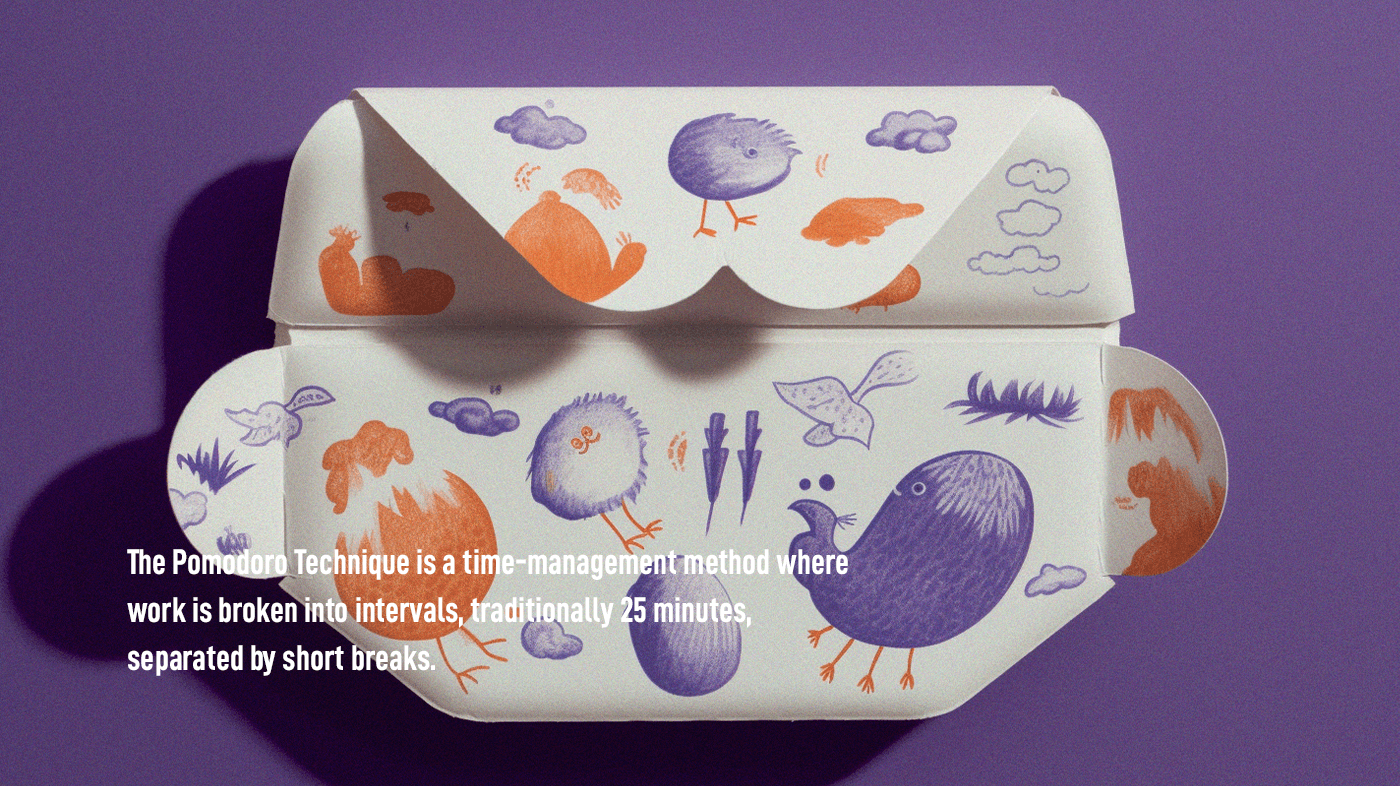 The Pomodoro Technique is a time-management method where
work is broken into intervals, traditionally 25 minutes,
separated by short breaks.